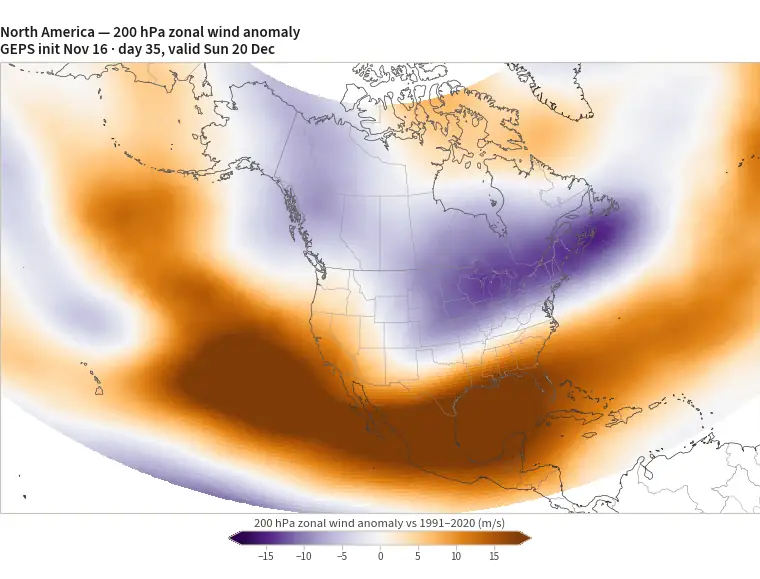 North America — 200 hPa zonal wind anomaly
GEPS init Nov 16 · day 35, valid Sun 20 Dec
200 hPa zonal wind anomaly vs 1991–2020 (m/s)
−15 −10 −5 0 5 10 15